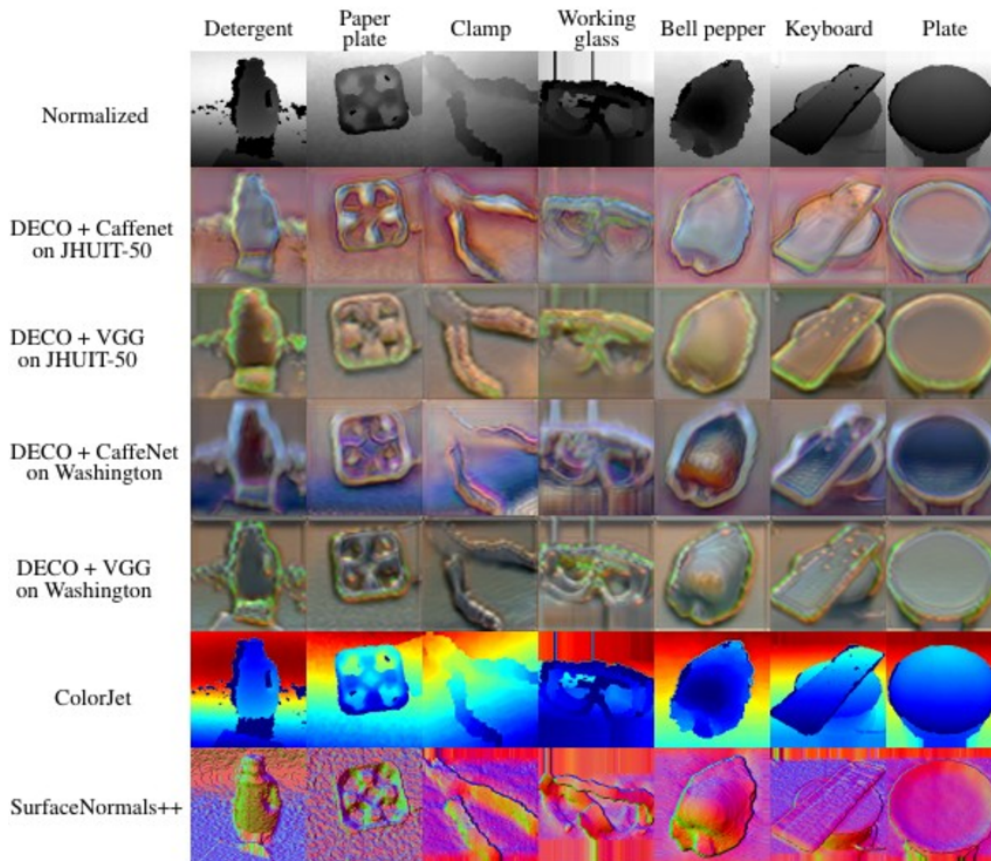 Detergent
Paper
plate
Clamp
Working
glass
Bell pepper
Keyboard
Plate
Normalized
DECO + Caffenet
on JHUIT-50
DECO + VGG
on JHUIT-50
DECO + CaffeNet
on Washington
DECO + VGG
on Washington
ColorJet
SurfaceNormals++